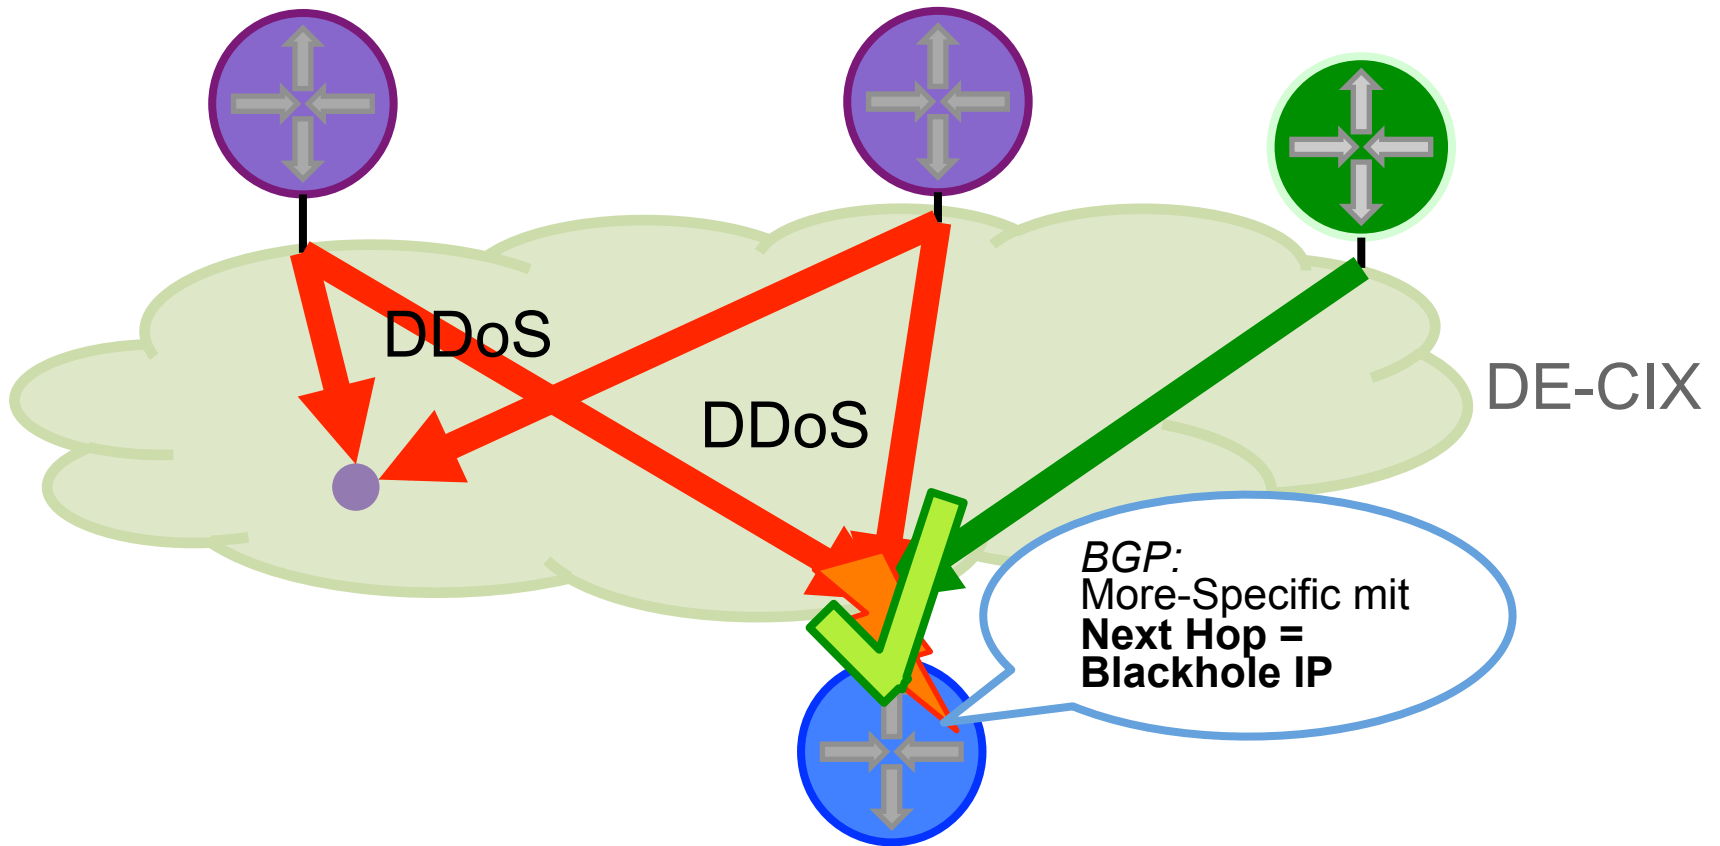 DDoS
DE-CIX
DDoS
BGP:
More-Specific mit
Next Hop =
Blackhole IP